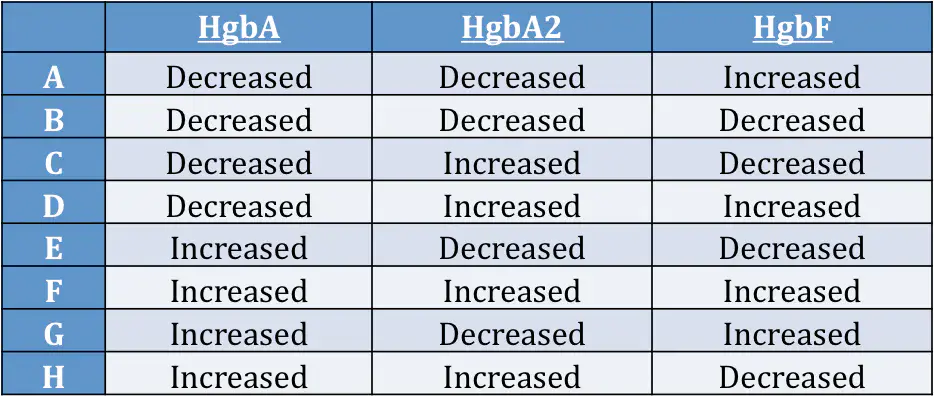 HgbA HgbA2 HgbF
A Decreased Decreased Increased
B Decreased Decreased Decreased
C Decreased Increased Decreased
D Decreased Increased Increased
E Increased Decreased Decreased
F Increased Increased Increased
G Increased Decreased Increased
H Increased Increased Decreased